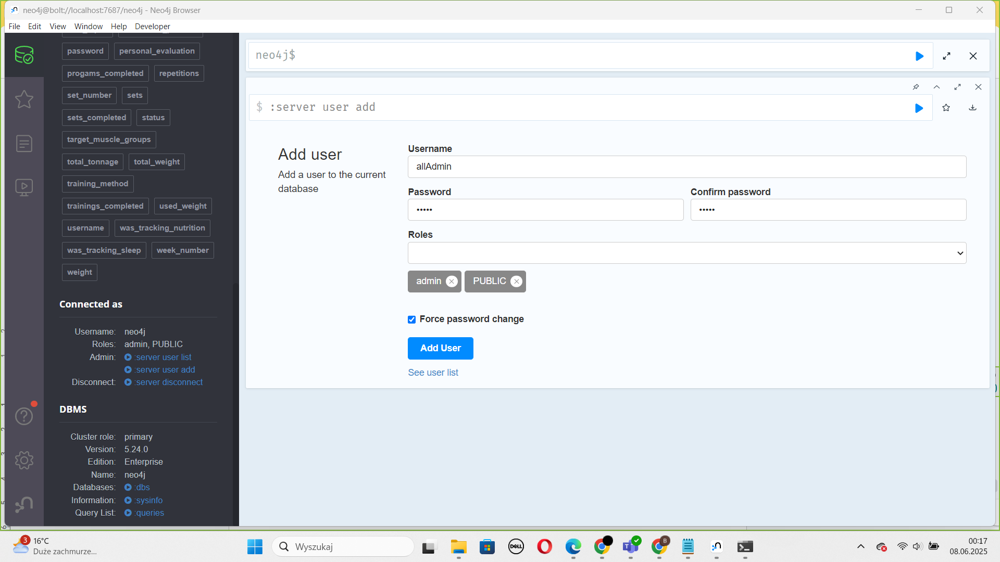 neo4j@bolt://localhost:7687/neo4j - Neo4j Browser
File Edit View Window Help Developer
password personal_evaluation
progams_completed repetitions
set_number sets
sets_completed status
target_muscle_groups
total_tonnage total_weight
training_method
trainings_completed used_weight
username was_tracking_nutrition
was_tracking_sleep week_number
weight
Connected as
Username: neo4j
Roles: admin, PUBLIC
Admin: :server user list
:server user add
Disconnect: :server disconnect
DBMS
Cluster role: primary
Version: 5.24.0
Edition: Enterprise
Name: neo4j
Databases: :dbs
Information: :sysinfo
Query List: :queries
neo4j$
$ :server user add
Add user
Add a user to the current
database
Username
allAdmin
Password Confirm password
••••• •••••
Roles
admin PUBLIC
Force password change
Add User
See user list
3
16°C
Duże zachmurze...
Wyszukaj
DELL
T
B
00:17
08.06.2025